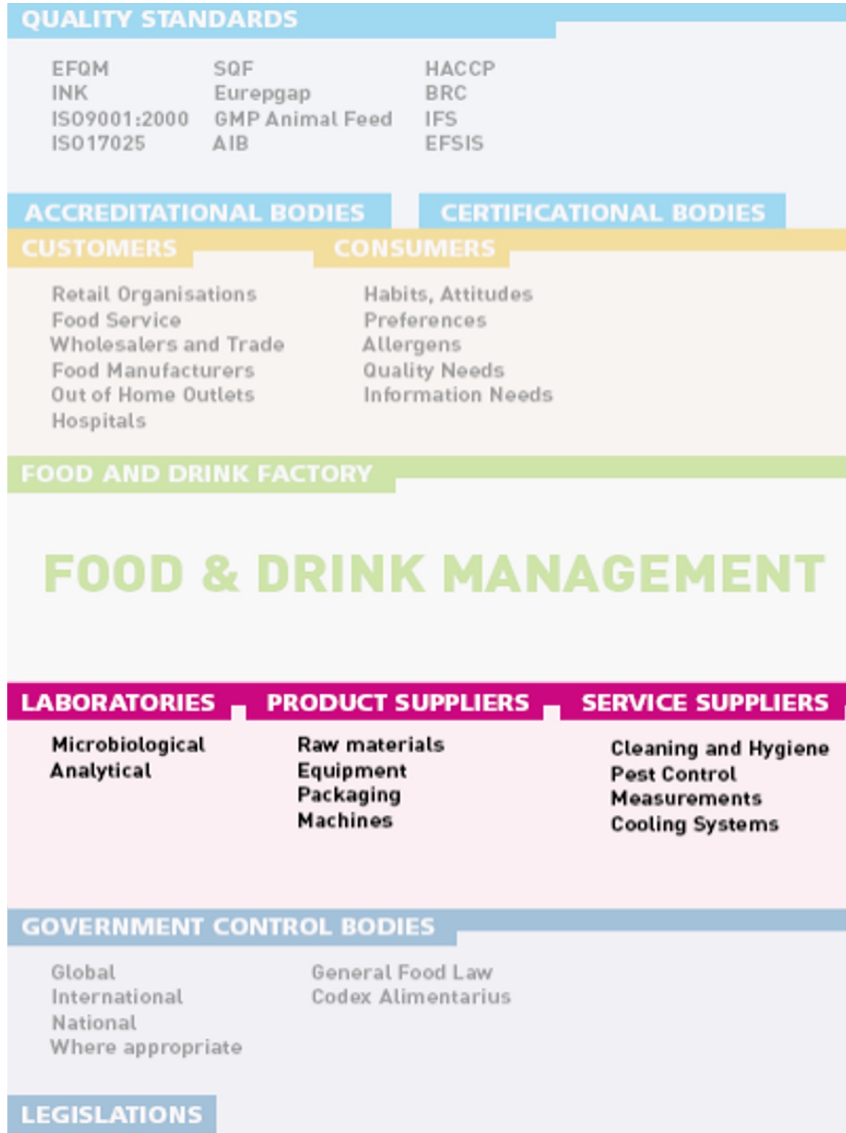 QUALITY STANDARDS
EFQM SQF HACCP
INK Eurepgap BRC
ISO9001:2000 GMP Animal Feed IFS
ISO17025 AIB EFSIS
ACCREDITATIONAL BODIES CERTIFICATIONAL BODIES
CUSTOMERS CONSUMERS
Retail Organisations Habits, Attitudes
Food Service Preferences
Wholesalers and Trade Allergens
Food Manufacturers Quality Needs
Out of Home Outlets Information Needs
Hospitals
FOOD AND DRINK FACTORY
FOOD & DRINK MANAGEMENT
LABORATORIES PRODUCT SUPPLIERS SERVICE SUPPLIERS
Microbiological Raw materials Cleaning and Hygiene
Analytical Equipment Pest Control
Packaging Measurements
Machines Cooling Systems
GOVERNMENT CONTROL BODIES
Global General Food Law
International Codex Alimentarius
National
Where appropriate
LEGISLATIONS